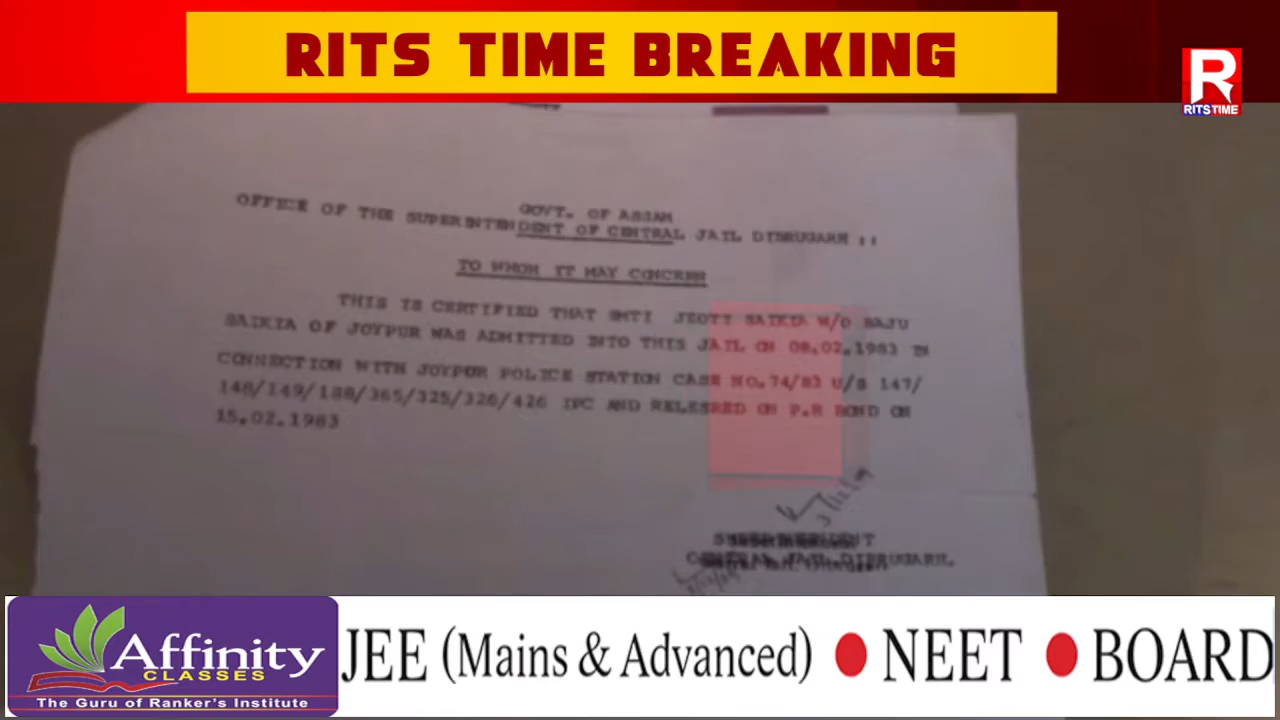 RITS TIME BREAKING
R
RITSTIME
GOVT. OF ASSAM
OFFICE OF THE SUPERINTENDENT OF CENTRAL JAIL DIBRUGARH ::
TO WHOM IT MAY CONCERN
THIS IS CERTIFIED THAT SMTI JEOTI SAIKIA W/O RAJU
SAIKIA OF JOYPUR WAS ADMITTED INTO THIS JAIL ON 08.02.1983 IN
CONNECTION WITH JOYPUR POLICE STATION CASE NO.74/83 U/S 147/
148/149/188/365/325/326/426 IPC AND RELESRED ON P.R BOND ON
15.02.1983
CENTRAL JAIL DIBRUGARH.
Affinity
CLASSES
The Guru of Ranker's Institute
JEE (Mains & Advanced) ● NEET ● BOARD